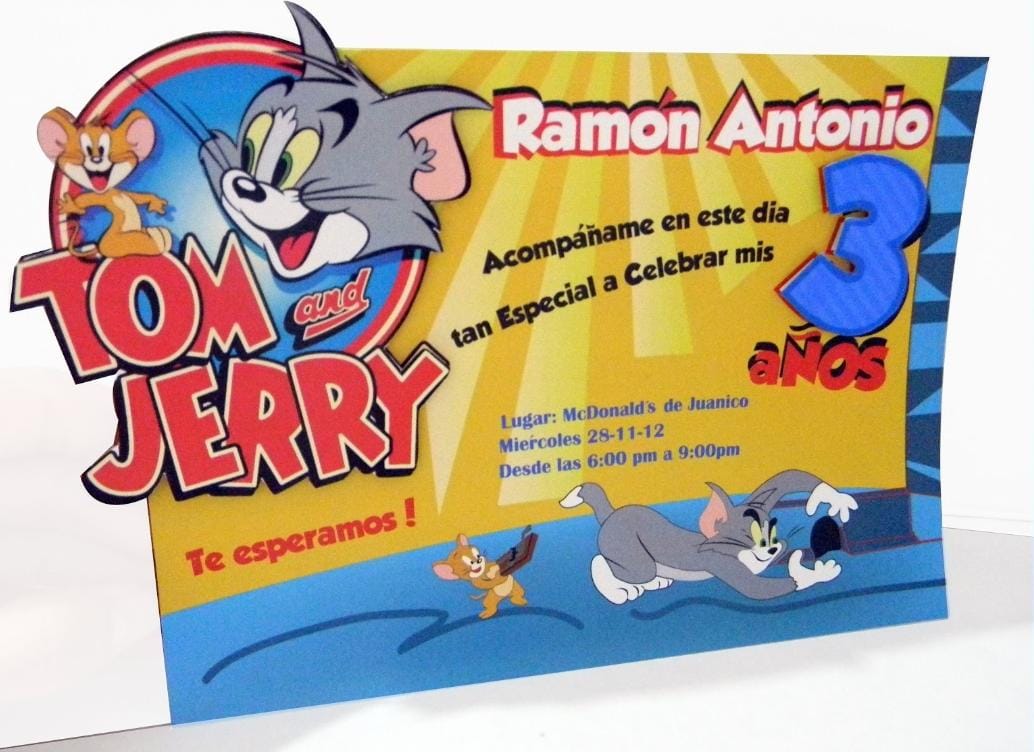 TOM
and
JERRY
Ramón Antonio
Acompáñame en este dia
tan Especial a Celebrar mis
3
aÑOS
Lugar: McDonald's de Juanico
Miercoles 28-11-12
Desde las 6:00 pm a 9:00pm
Te esperamos !